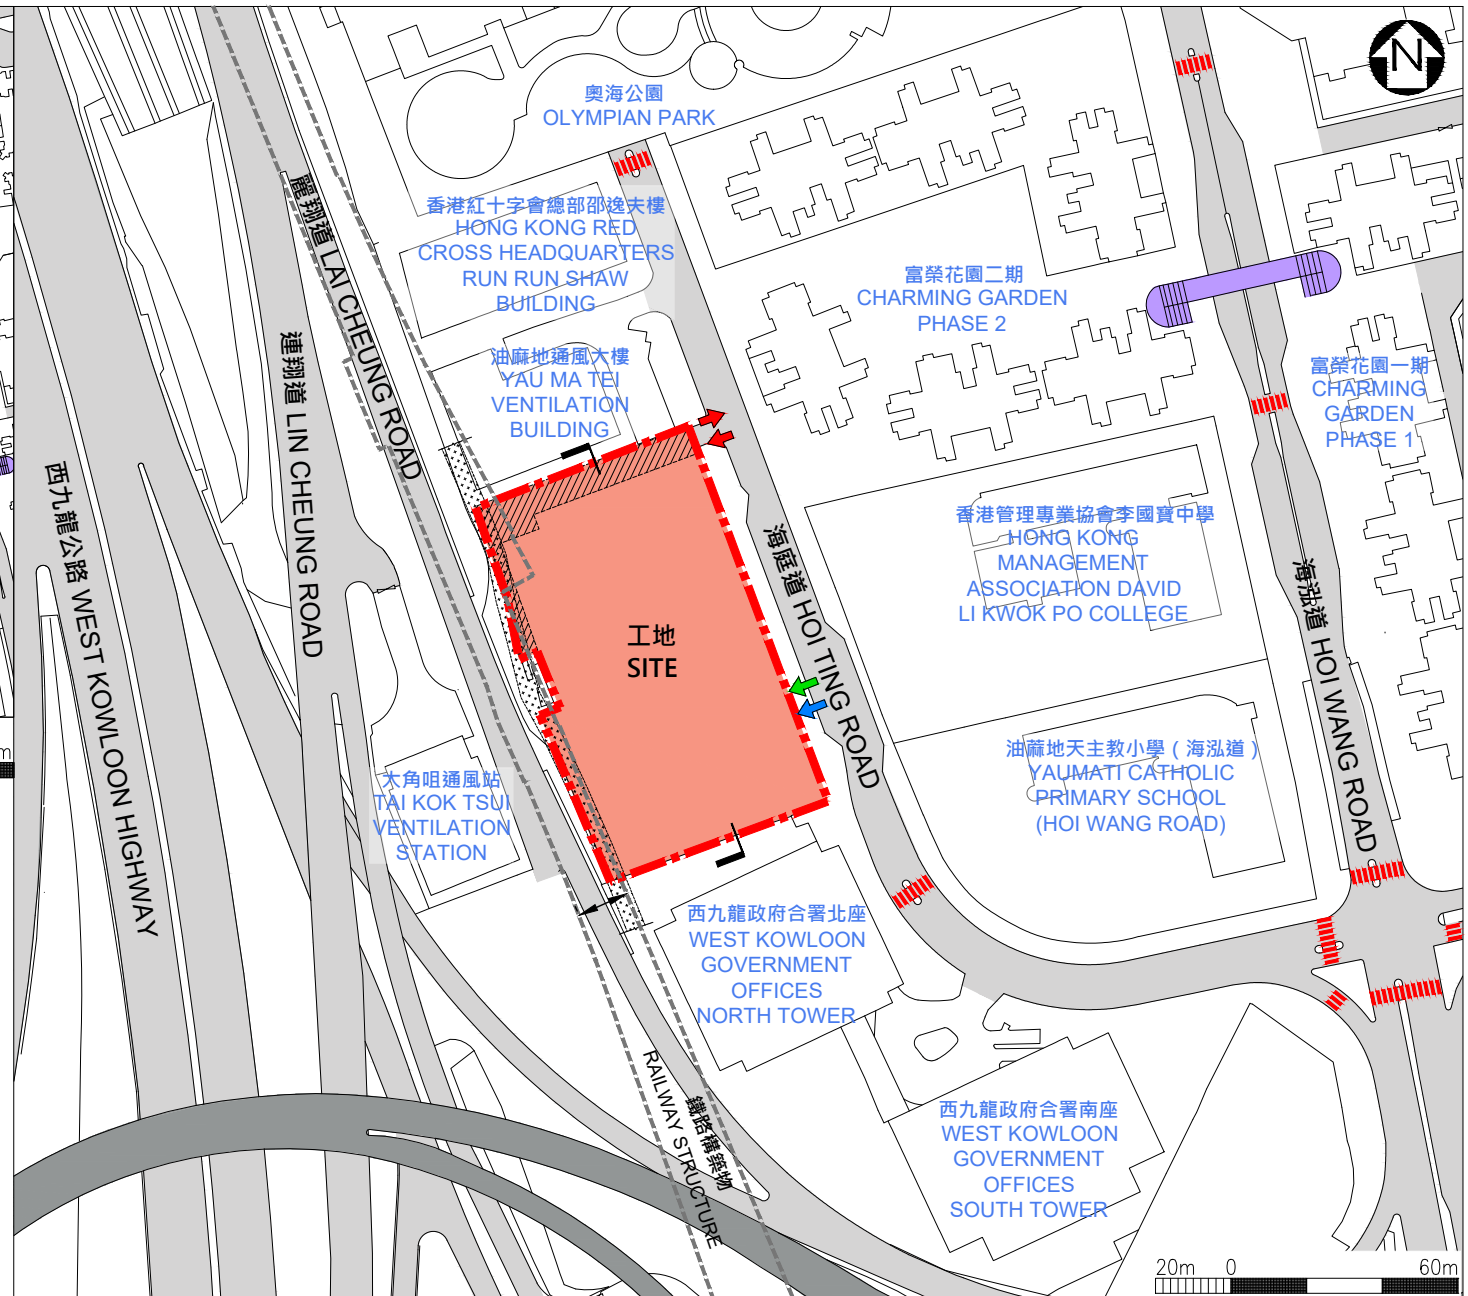 N
奧海公園
OLYMPIAN PARK
香港紅十字會總部邵逸夫樓
HONG KONG RED
CROSS HEADQUARTERS
RUN RUN SHAW
BUILDING
麗翔道 LAI CHEUNG ROAD
富榮花園二期
CHARMING GARDEN
PHASE 2
連翔道 LIN CHEUNG ROAD
油麻地通風大樓
YAU MA TEI
VENTILATION
BUILDING
富榮花園一期
CHARMING
GARDEN
PHASE 1
西九龍公路 WEST KOWLOON HIGHWAY
香港管理專業協會李國寶中學
HONG KONG
MANAGEMENT
ASSOCIATION DAVID
LI KWOK PO COLLEGE
海庭道 HOI TING ROAD
海泓道 HOI WANG ROAD
工地
SITE
油蔴地天主教小學（海泓道）
YAUMATI CATHOLIC
PRIMARY SCHOOL
(HOI WANG ROAD)
m
大角咀通風站
TAI KOK TSUI
VENTILATION
STATION
西九龍政府合署北座
WEST KOWLOON
GOVERNMENT
OFFICES
NORTH TOWER
鐵路構築物
RAILWAY STRUCTURE
西九龍政府合署南座
WEST KOWLOON
GOVERNMENT
OFFICES
SOUTH TOWER
20m 0 60m